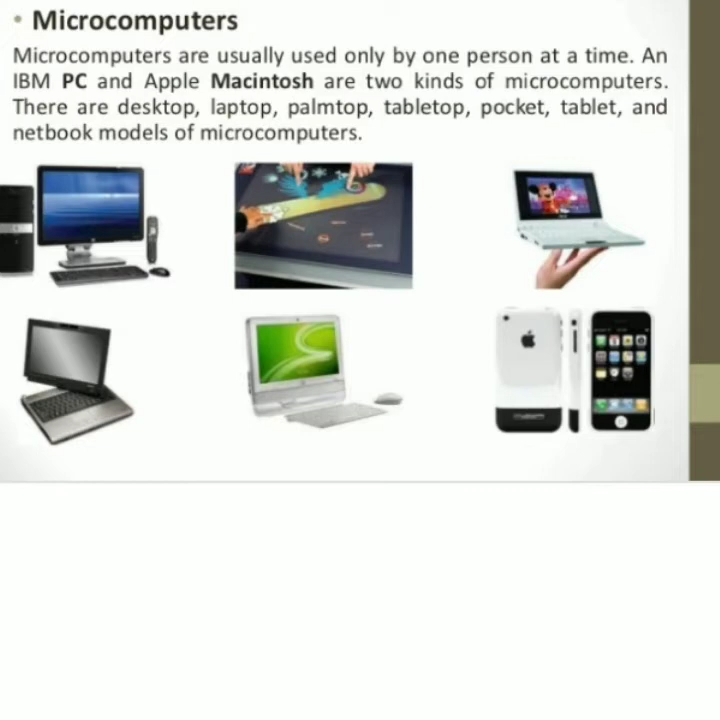 • Microcomputers
Microcomputers are usually used only by one person at a time. An
IBM PC and Apple Macintosh are two kinds of microcomputers.
There are desktop, laptop, palmtop, tabletop, pocket, tablet, and
netbook models of microcomputers.